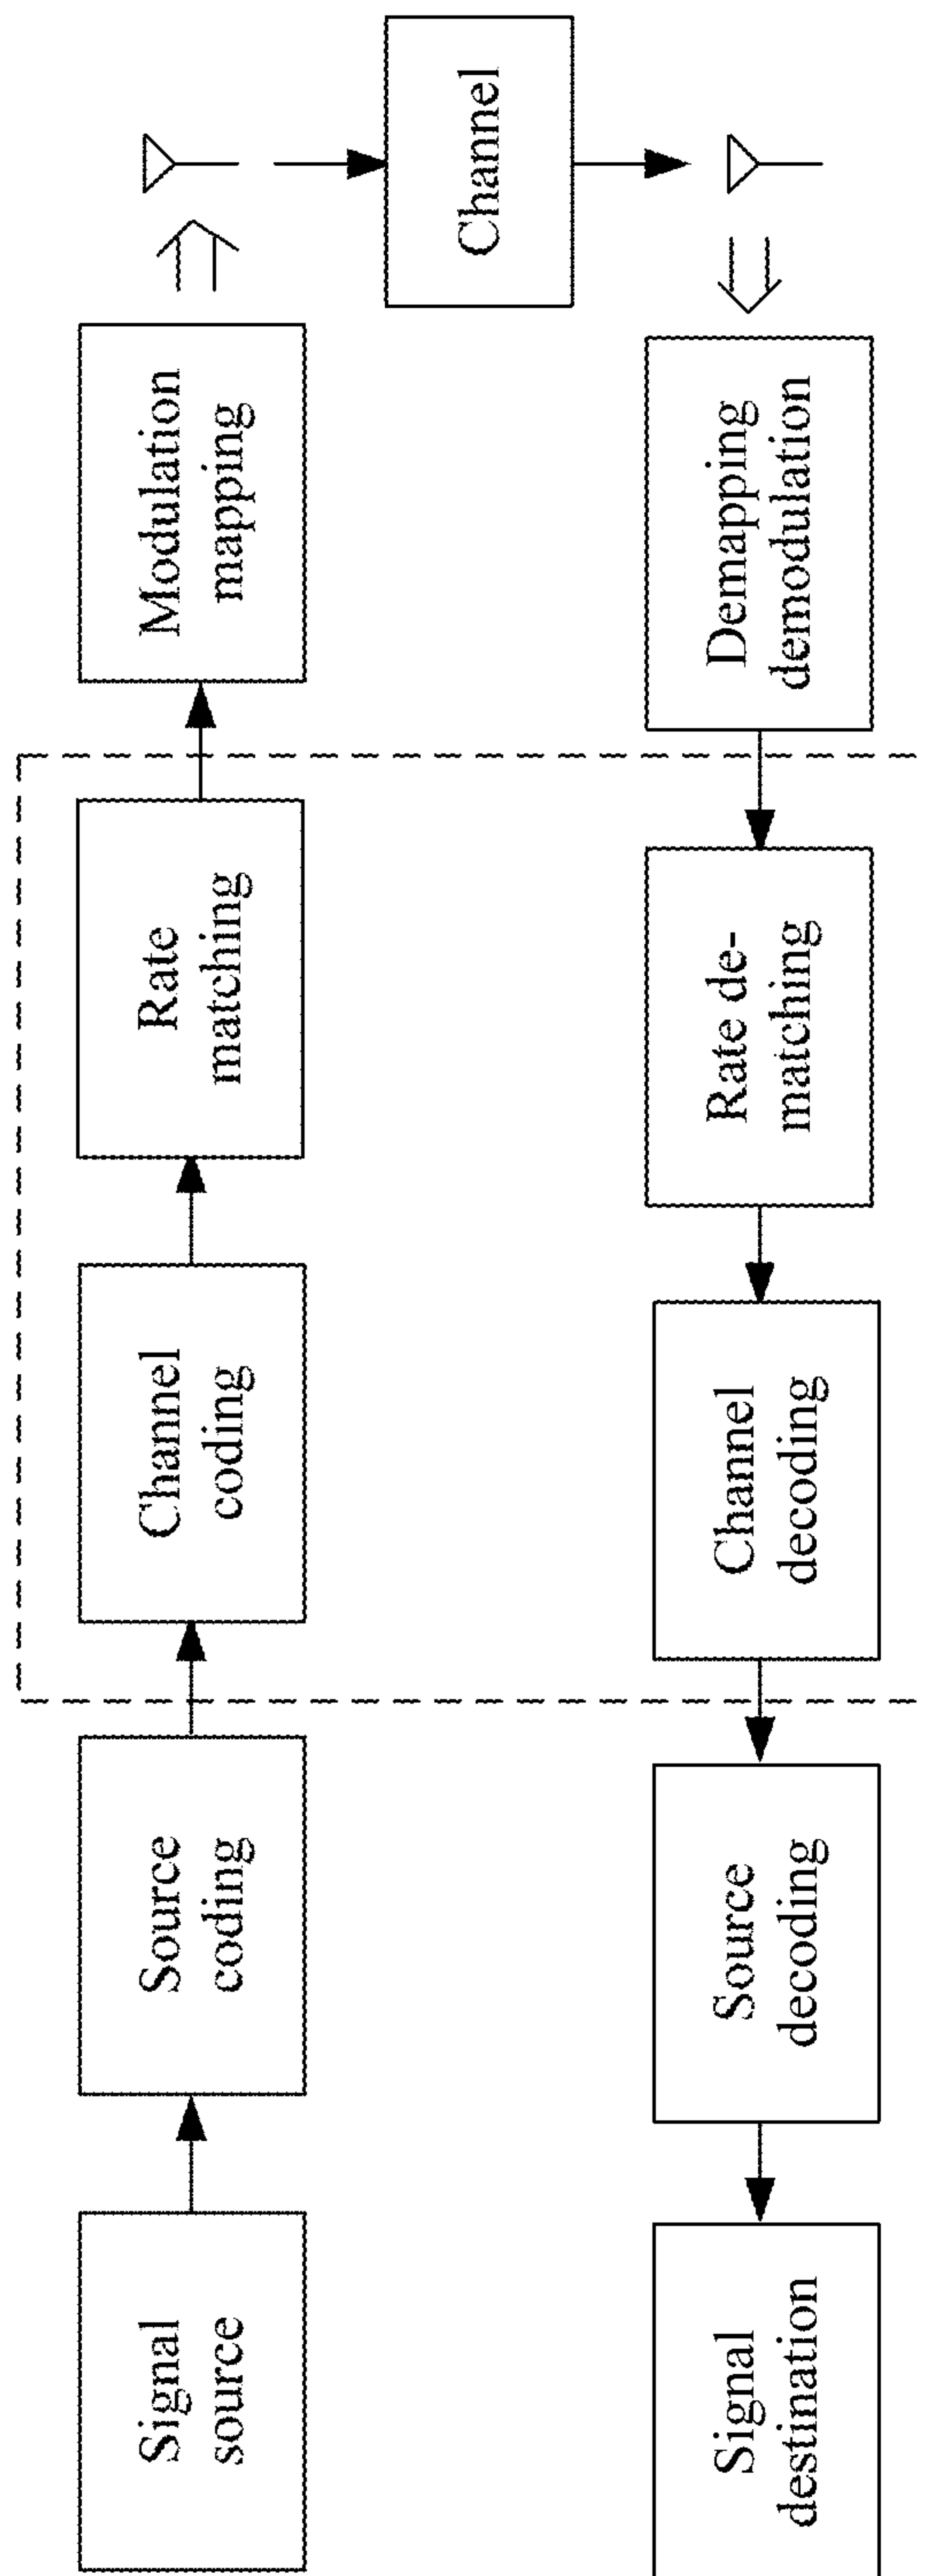 Signal
source
Source
coding
Channel
coding
Rate
matching
Modulation
mapping
Channel
Demapping
demodulation
Rate de-
matching
Channel
decoding
Source
decoding
Signal
destination